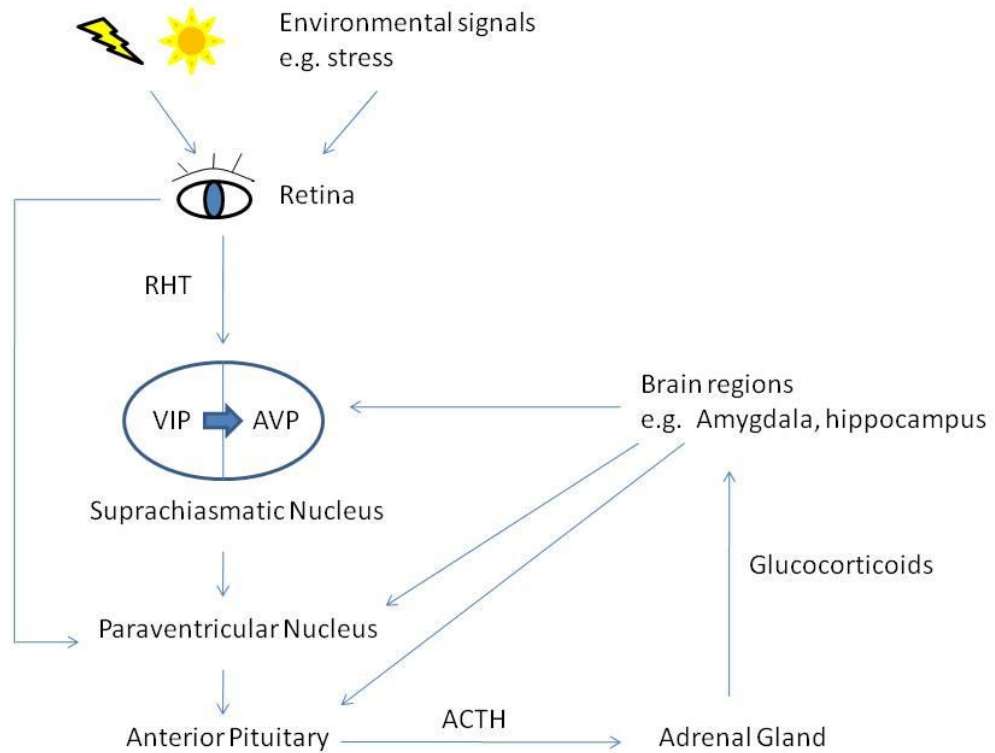 Environmental signals
e.g. stress
Retina
RHT
VIP AVP
Brain regions
e.g. Amygdala, hippocampus
Suprachiasmatic Nucleus
Glucocorticoids
Paraventricular Nucleus
Anterior Pituitary
ACTH
Adrenal Gland